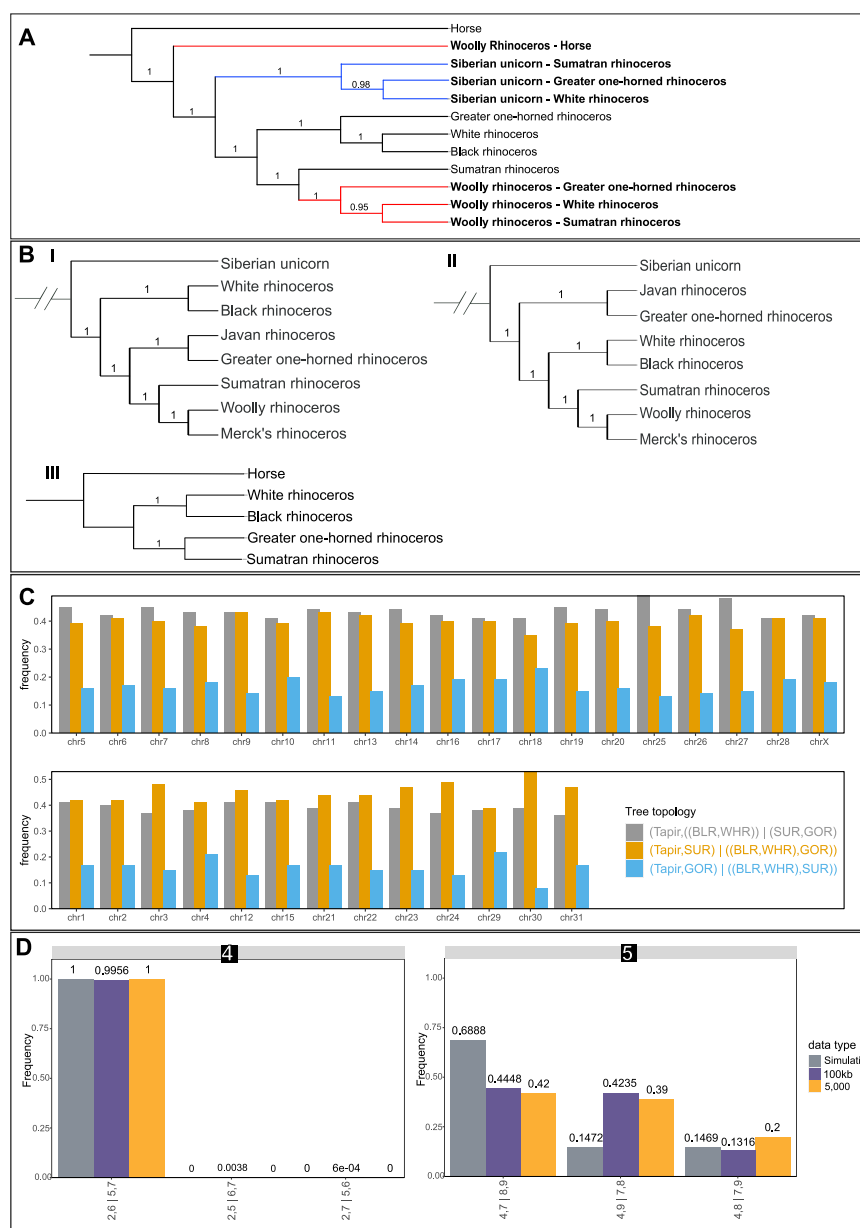 A
Horse
Woolly Rhinoceros - Horse
1
Siberian unicorn - Sumatran rhinoceros
1
1
Siberian unicorn - Greater one-horned rhinoceros
0.98
Siberian unicorn - White rhinoceros
1
Greater one-horned rhinoceros
1
White rhinoceros
1
1
Black rhinoceros
Sumatran rhinoceros
1
Woolly rhinoceros - Greater one-horned rhinoceros
1
Woolly rhinoceros - White rhinoceros
0.95
Woolly rhinoceros - Sumatran rhinoceros
B
I
Siberian unicorn
White rhinoceros
1
Black rhinoceros
1
Javan rhinoceros
1
Greater one-horned rhinoceros
1
Sumatran rhinoceros
1
Woolly rhinoceros
1
Merck's rhinoceros
II
Siberian unicorn
Javan rhinoceros
1
Greater one-horned rhinoceros
1
White rhinoceros
1
Black rhinoceros
1
Sumatran rhinoceros
1
Woolly rhinoceros
1
Merck's rhinoceros
III
Horse
White rhinoceros
1
Black rhinoceros
Greater one-horned rhinoceros
1
Sumatran rhinoceros
C
frequency
0.4
0.3
0.2
0.1
0.0
chr5 chr6 chr7 chr8 chr9 chr10 chr11 chr13 chr14 chr16 chr17 chr18 chr19 chr20 chr25 chr26 chr27 chr28 chrX
frequency
0.5
0.4
0.3
0.2
0.1
0.0
chr1 chr2 chr3 chr4 chr12 chr15 chr21 chr22 chr23 chr24 chr29 chr30 chr31
Tree topology
(Tapir,((BLR,WHR)) | (SUR,GOR)
(Tapir,SUR) | ((BLR,WHR),GOR))
(Tapir,GOR) | ((BLR,WHR),SUR))
D
4
Frequency
1.00
0.75
0.50
0.25
0.00
1 0.9956 1
0 0.0038 0
0 6e-04 0
2,6 | 5,7
2,5 | 6,7
2,7 | 5,6
5
Frequency
1.00
0.75
0.50
0.25
0.00
0.6888 0.4448 0.42
0.1472 0.4235 0.39
0.1469 0.1316 0.2
4,7 | 8,9
4,9 | 7,8
4,8 | 7,9
data type
Simulati
100kb
5,000